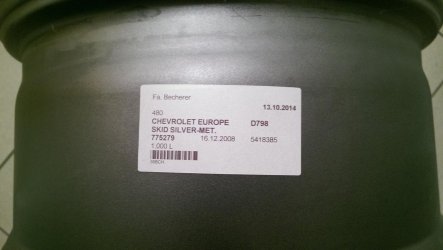 Fa. Becherer
13.10.2014
480
CHEVROLET EUROPE D798
SKID SILVER-MET.
775279 16.12.2008 5418385
1,000 L